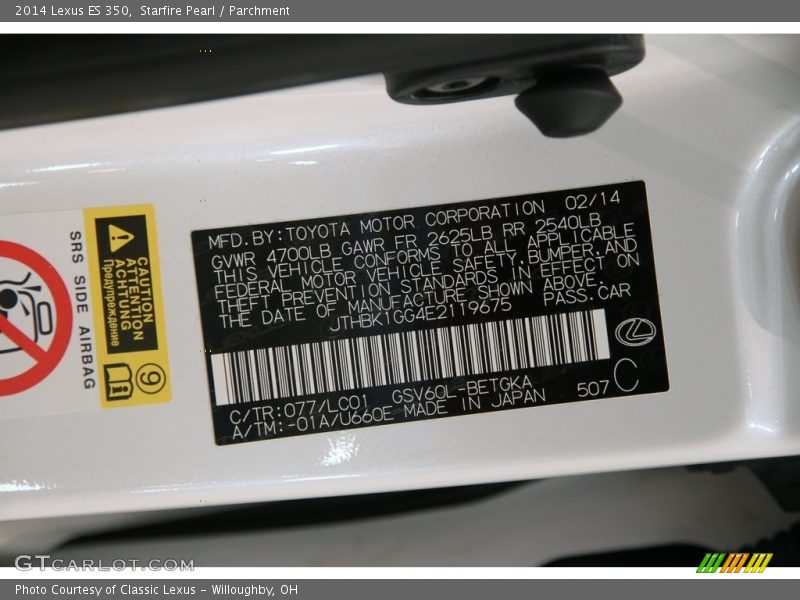 2014 Lexus ES 350, Starfire Pearl / Parchment
MFD.BY:TOYOTA MOTOR CORPORATION 02/14
GVWR 4700LB GAWR FR 2625LB RR 2540LB
THIS VEHICLE CONFORMS TO ALL APPLICABLE
FEDERAL MOTOR VEHICLE SAFETY,BUMPER,AND
THEFT PREVENTION STANDARDS IN EFFECT ON
THE DATE OF MANUFACTURE SHOWN ABOVE.
JTHBK1GG4E2119675 PASS.CAR
C/TR:077/LC01 GSV60L-BETGKA 507 C
A/TM:-01A/U660E MADE IN JAPAN
SRS SIDE AIRBAG
CAUTION
ATTENTION
ACHTUNG
Предупреждение
9
GTCARLOT.COM
Photo Courtesy of Classic Lexus - Willoughby, OH